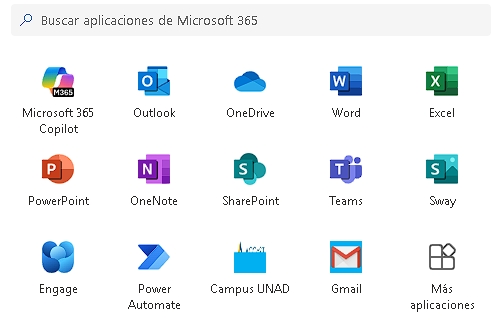 Buscar aplicaciones de Microsoft 365
M365
Microsoft 365
Copilot
Outlook
OneDrive
Word
Excel
PowerPoint
OneNote
SharePoint
Teams
Sway
Engage
Power
Automate
Campus UNAD
Gmail
Más
aplicaciones